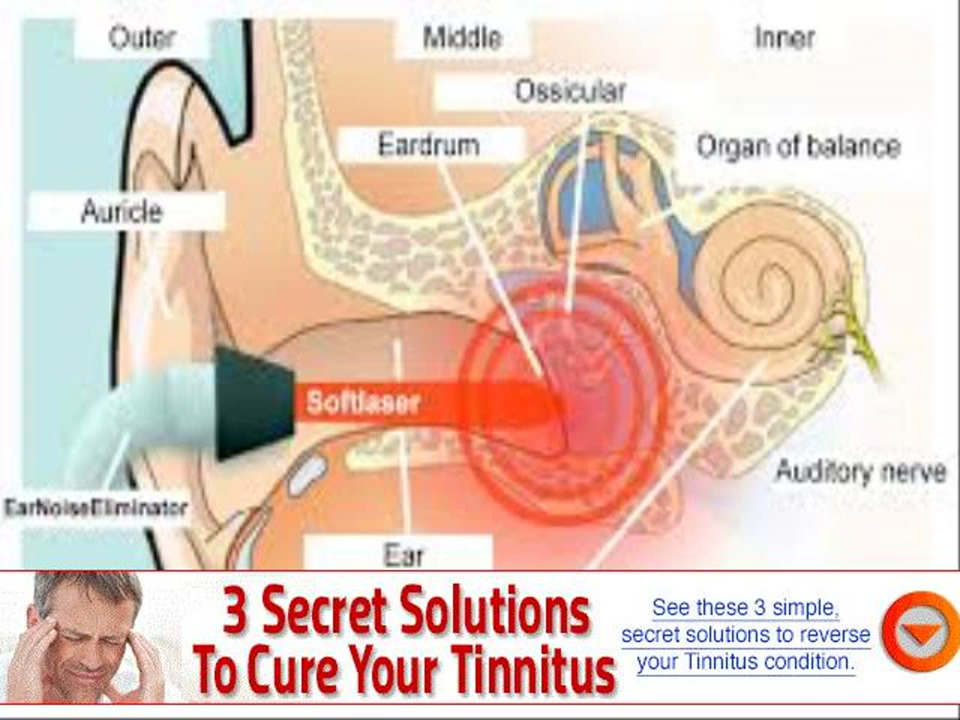 Outer
Middle
Inner
Ossicular
Eardrum
Organ of balance
Auricle
Softlaser
Auditory nerve
EarNoiseEliminator
Ear
3 Secret Solutions
To Cure Your Tinnitus
See these 3 simple,
secret solutions to reverse
your Tinnitus condition.